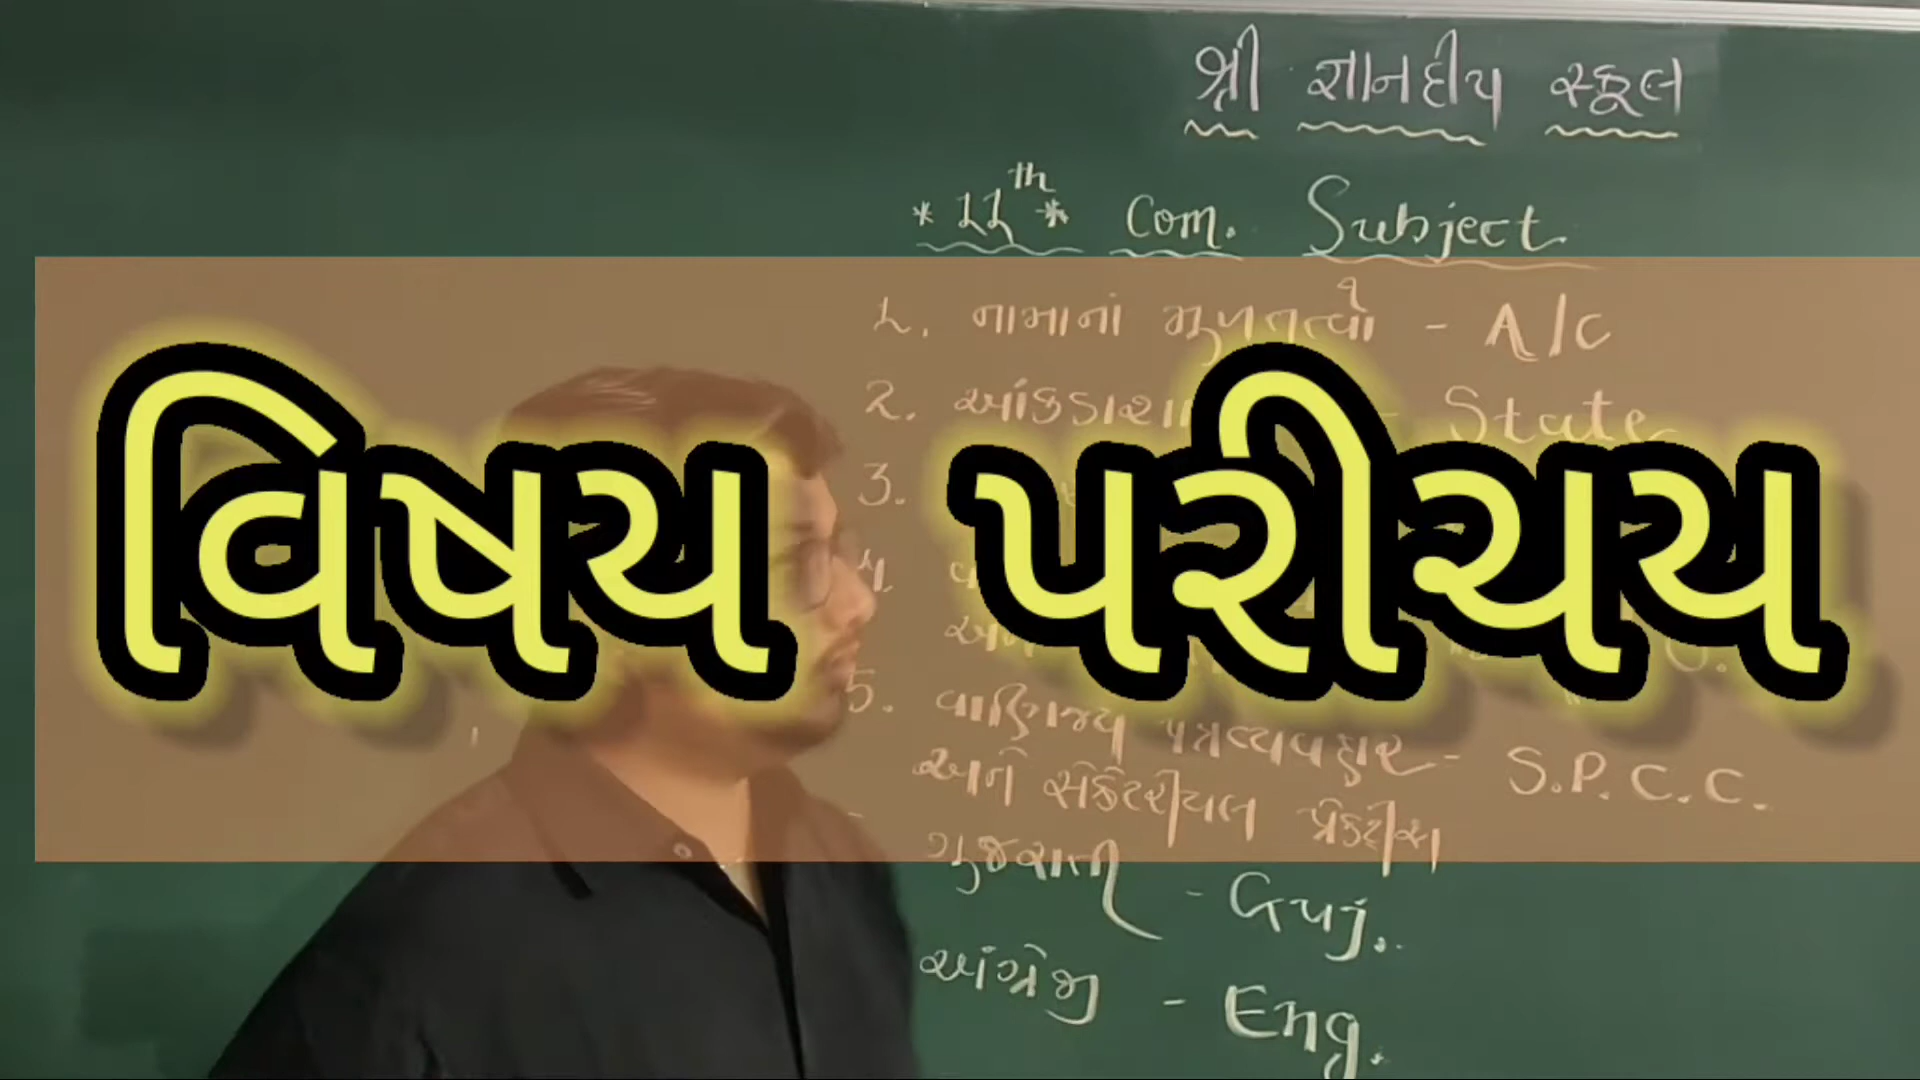 શ્રી જ્ઞાનદીપ સ્કૂલ
* 11th * Com. Subject
1. નામાનાં મુળતત્વો - A/C
2. આંકડાશા - State
વિષય પરીચય
3.
4.
5. વાણિજ્ય પત્રવ્યવહાર - S.P.C.C.
અને સેક્રેટરીયલ પ્રેક્ટીસ
ગુજરાતી - Guj.
અંગ્રેજી - Eng.